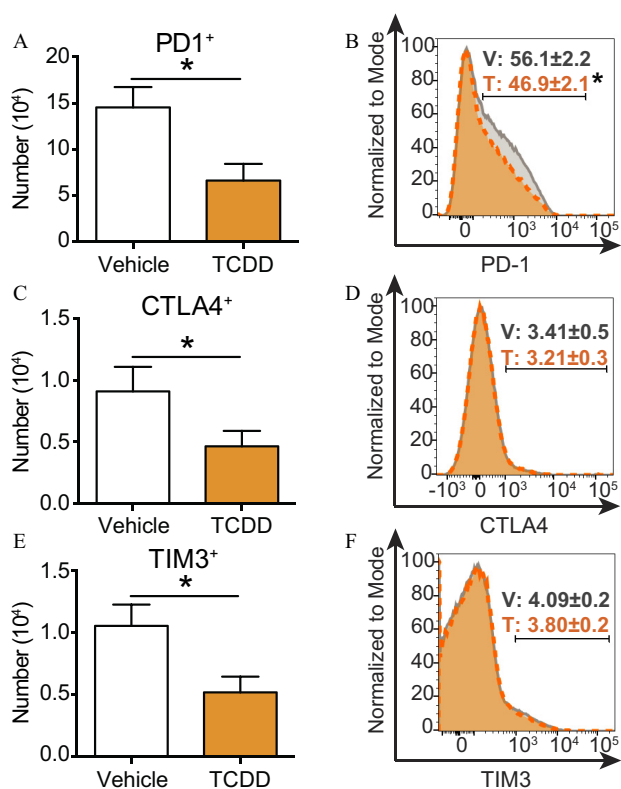 A
PD1⁺
*
Number (10⁴)
20
15
10
5
0
Vehicle TCDD
B
Normalized to Mode
100
80
60
40
20
0
V: 56.1±2.2
T: 46.9±2.1*
0 10³ 10⁴ 10⁵
PD-1
C
CTLA4⁺
*
Number (10⁴)
1.5
1.0
0.5
0.0
Vehicle TCDD
D
Normalized to Mode
100
80
60
40
20
0
V: 3.41±0.5
T: 3.21±0.3
-10³ 0 10³ 10⁴ 10⁵
CTLA4
E
TIM3⁺
*
Number (10⁴)
1.5
1.0
0.5
0.0
Vehicle TCDD
F
Normalized to Mode
100
80
60
40
20
0
V: 4.09±0.2
T: 3.80±0.2
0 10³ 10⁴ 10⁵
TIM3